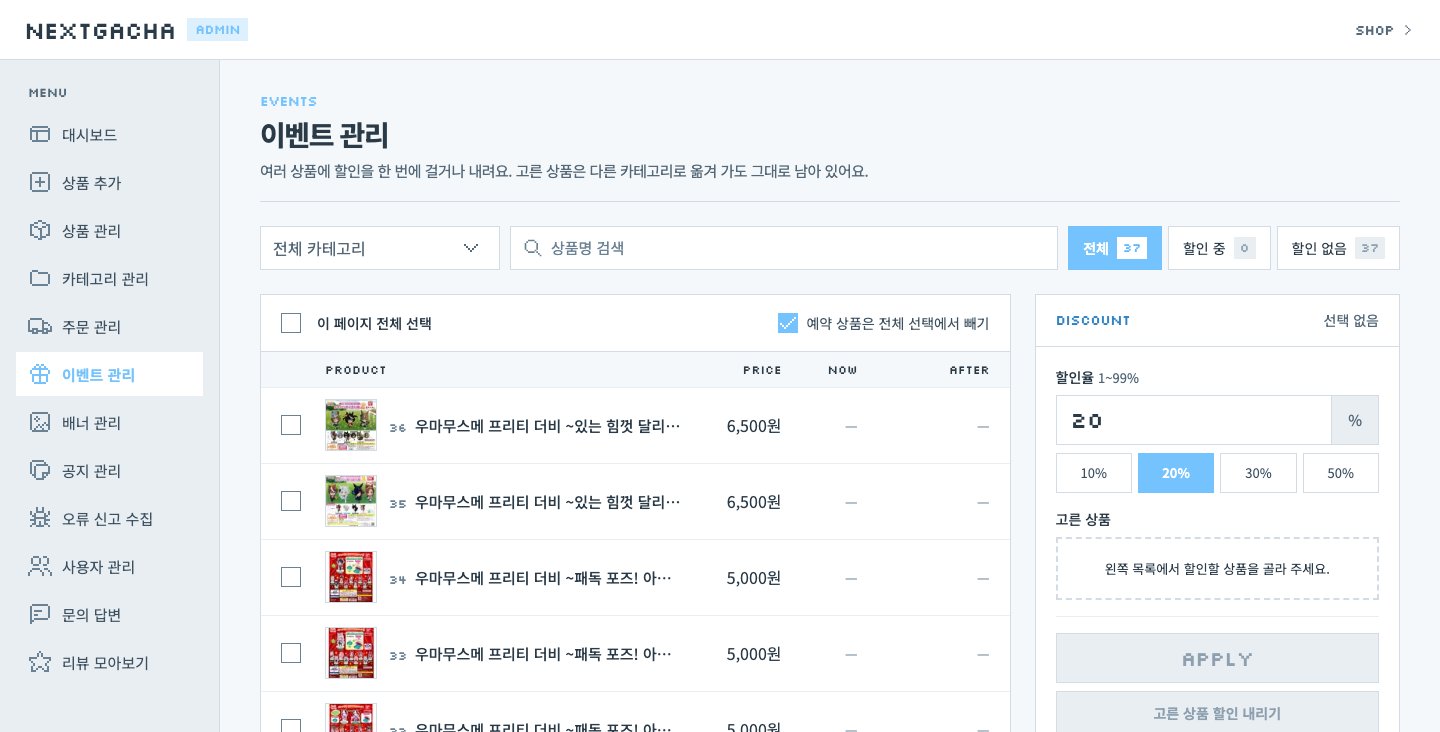 NEXTGACHA ADMIN
SHOP
MENU
대시보드
상품 추가
상품 관리
카테고리 관리
주문 관리
이벤트 관리
배너 관리
공지 관리
오류 신고 수집
사용자 관리
문의 답변
리뷰 모아보기
EVENTS
이벤트 관리
여러 상품에 할인을 한 번에 걸거나 내려요. 고른 상품은 다른 카테고리로 옮겨 가도 그대로 남아 있어요.
전체 카테고리
상품명 검색
전체 37
할인 중 0
할인 없음 37
이 페이지 전체 선택
예약 상품은 전체 선택에서 빼기
PRODUCT PRICE NOW AFTER
36 우마무스메 프리티 더비 ~있는 힘껏 달리… 6,500원 — —
35 우마무스메 프리티 더비 ~있는 힘껏 달리… 6,500원 — —
34 우마무스메 프리티 더비 ~패독 포즈! 아… 5,000원 — —
33 우마무스메 프리티 더비 ~패독 포즈! 아… 5,000원 — —
DISCOUNT 선택 없음
할인율 1~99%
20 %
10% 20% 30% 50%
고른 상품
왼쪽 목록에서 할인할 상품을 골라 주세요.
APPLY
고른 상품 할인 내리기